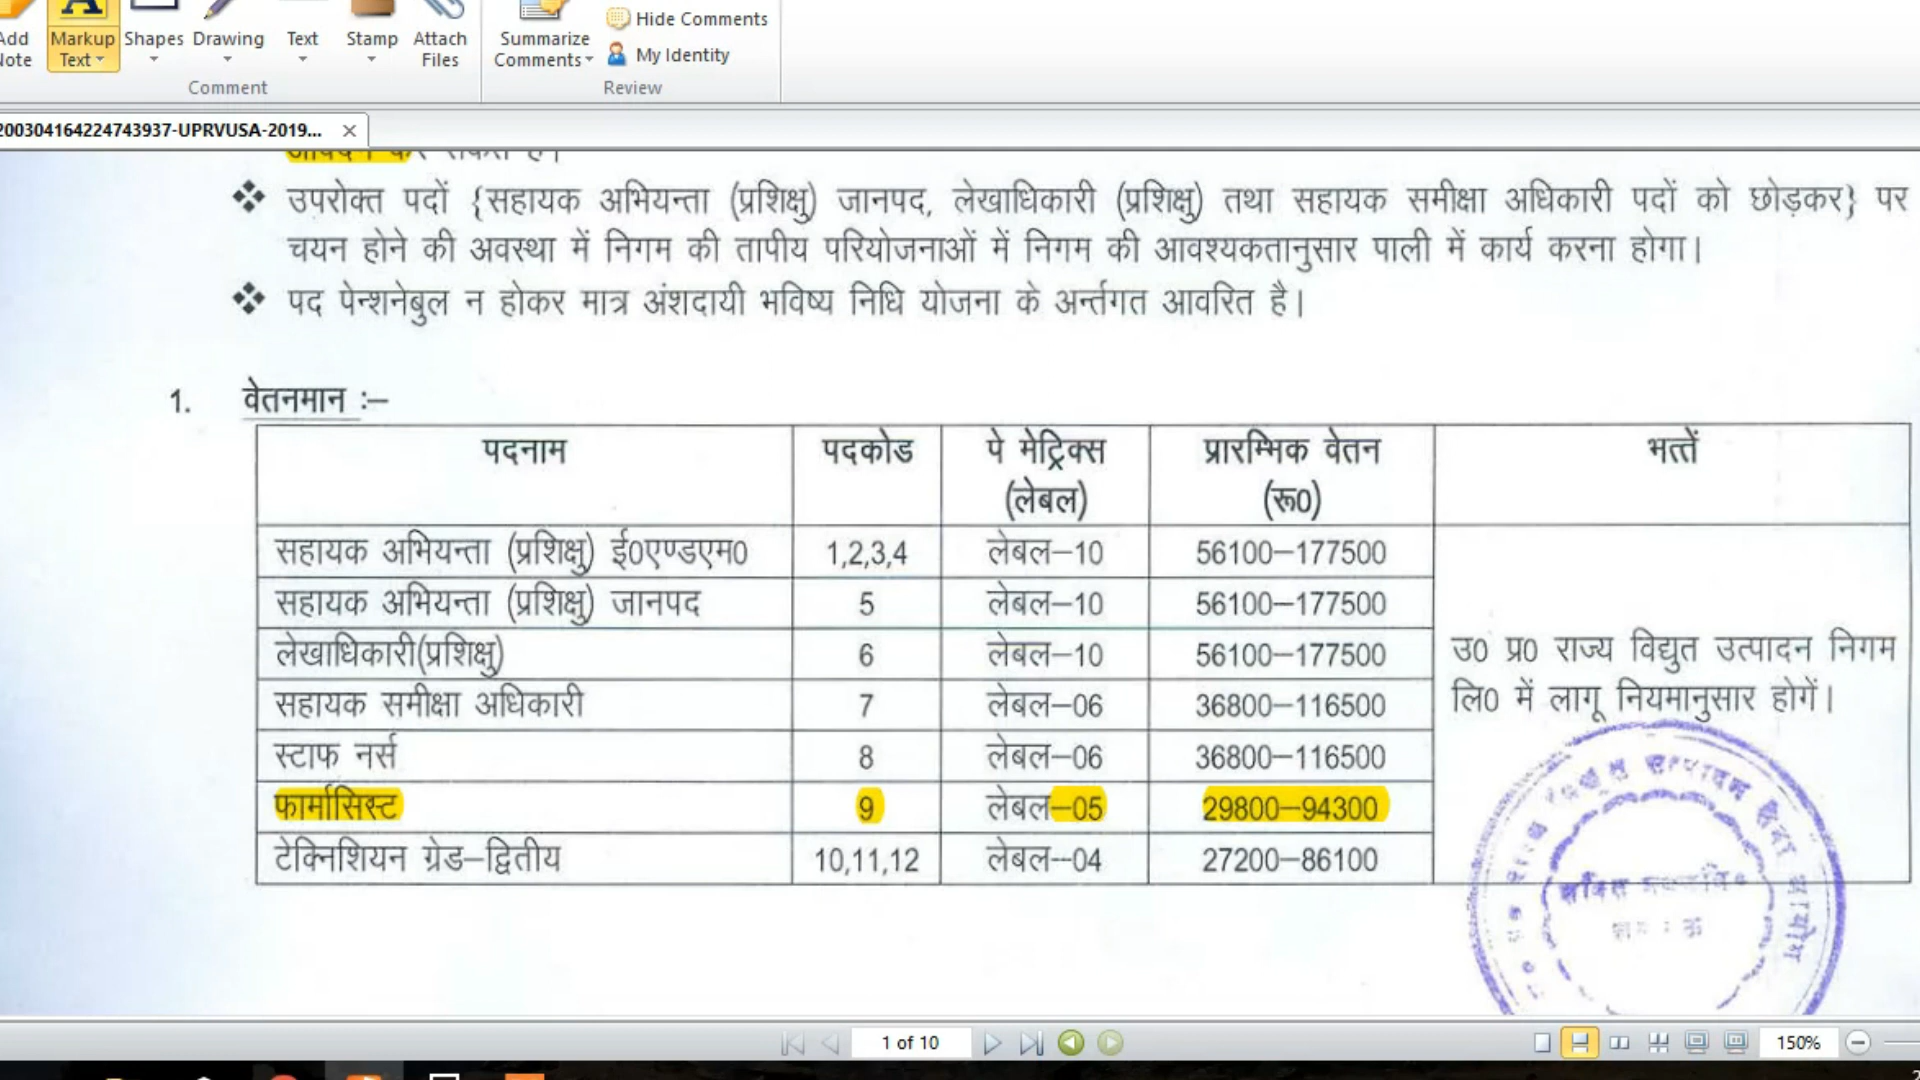 Add
Note
Markup
Text
Shapes
Drawing
Text
Stamp
Attach
Files
Comment
Summarize
Comments
Hide Comments
My Identity
Review
200304164224743937-UPRVUSA-2019...
❖ उपरोक्त पदों {सहायक अभियन्ता (प्रशिक्षु) जानपद, लेखाधिकारी (प्रशिक्षु) तथा सहायक समीक्षा अधिकारी पदों को छोड़कर} पर
चयन होने की अवस्था में निगम की तापीय परियोजनाओं में निगम की आवश्यकतानुसार पाली में कार्य करना होगा।
❖ पद पेन्शनेबुल न होकर मात्र अंशदायी भविष्य निधि योजना के अर्न्तगत आवरित है।
1. वेतनमान :–
पदनाम पदकोड पे मेट्रिक्स प्रारम्भिक वेतन भत्तें
(लेबल) (रू0)
सहायक अभियन्ता (प्रशिक्षु) ई0एण्डएम0 1,2,3,4 लेबल–10 56100–177500
सहायक अभियन्ता (प्रशिक्षु) जानपद 5 लेबल–10 56100–177500
लेखाधिकारी(प्रशिक्षु) 6 लेबल–10 56100–177500
सहायक समीक्षा अधिकारी 7 लेबल–06 36800–116500
स्टाफ नर्स 8 लेबल–06 36800–116500
फार्मासिस्ट 9 लेबल–05 29800–94300
टेक्निशियन ग्रेड–द्वितीय 10,11,12 लेबल–04 27200–86100
उ0 प्र0 राज्य विद्युत उत्पादन निगम
लि0 में लागू नियमानुसार होगें।
1 of 10
150%